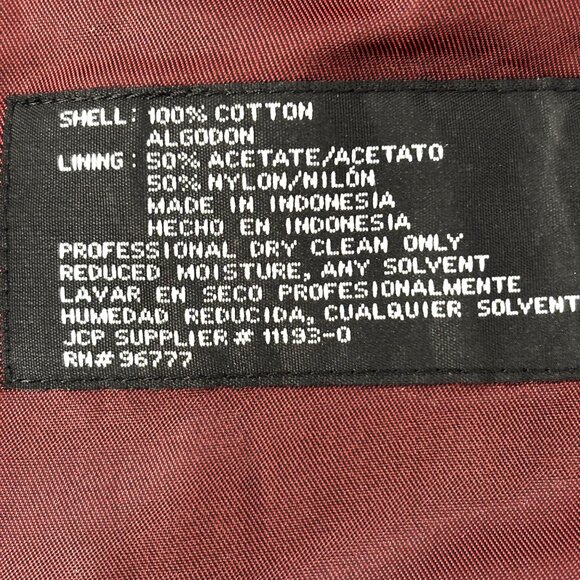 SHELL: 100% COTTON
ALGODON
LINING: 50% ACETATE/ACETATO
50% NYLON/NILÓN
MADE IN INDONESIA
HECHO EN INDONESIA
PROFESSIONAL DRY CLEAN ONLY
REDUCED MOISTURE, ANY SOLVENT
LAVAR EN SECO PROFESIONALMENTE
HUMEDAD REDUCIDA, CUALQUIER SOLVENT
JCP SUPPLIER # 11193-0
RN# 96777